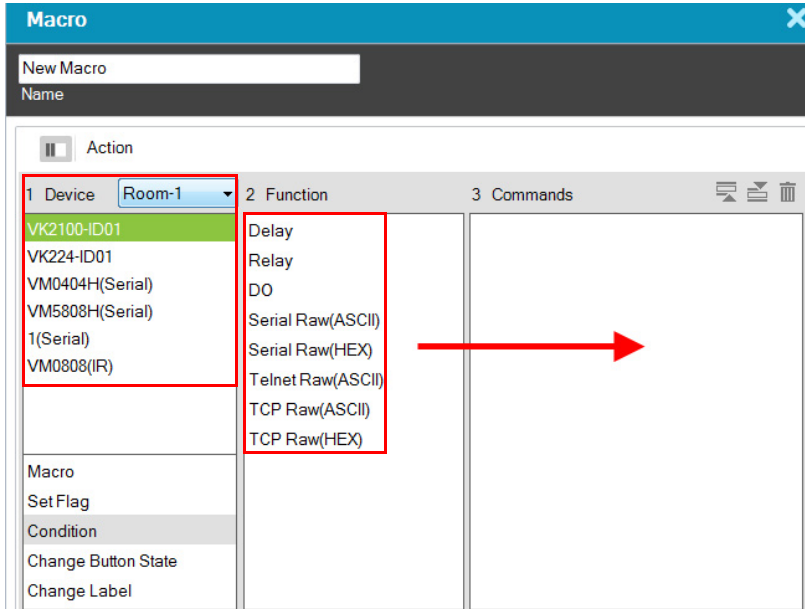 Macro
New Macro
Name
Action
1 Device Room-1
2 Function
3 Commands
VK2100-ID01
VK224-ID01
VM0404H(Serial)
VM5808H(Serial)
1(Serial)
VM0808(IR)
Macro
Set Flag
Condition
Change Button State
Change Label
Delay
Relay
DO
Serial Raw(ASCII)
Serial Raw(HEX)
Telnet Raw(ASCII)
TCP Raw(ASCII)
TCP Raw(HEX)